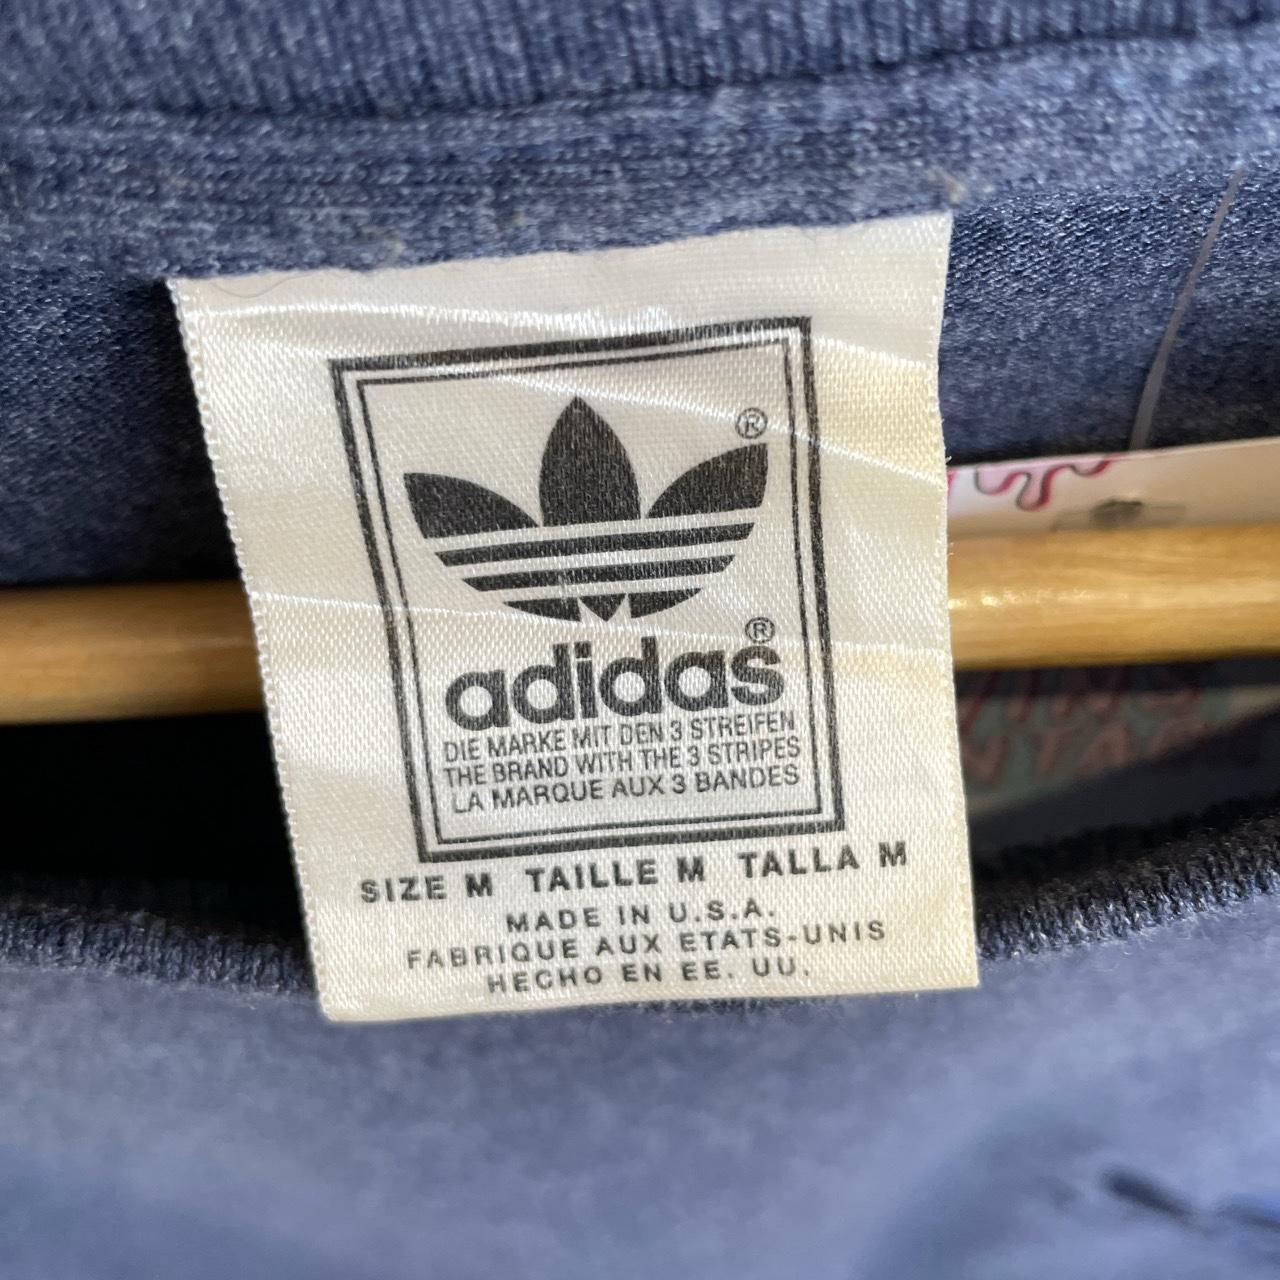 ®
adidas®
DIE MARKE MIT DEN 3 STREIFEN
THE BRAND WITH THE 3 STRIPES
LA MARQUE AUX 3 BANDES
SIZE M TAILLE M TALLA M
MADE IN U.S.A.
FABRIQUE AUX ETATS-UNIS
HECHO EN EE. UU.